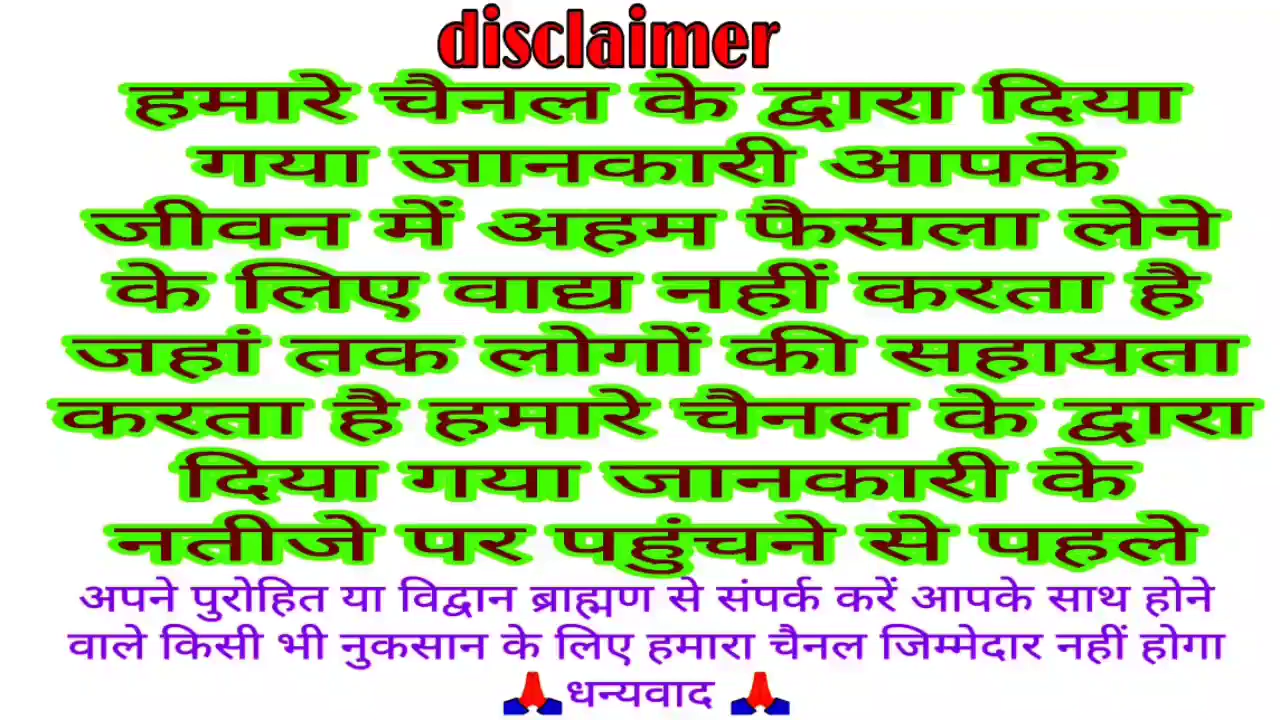 disclaimer
हमारे चैनल के द्वारा दिया
गया जानकारी आपके
जीवन में अहम फैसला लेने
के लिए वाद्य नहीं करता है
जहां तक लोगों की सहायता
करता है हमारे चैनल के द्वारा
दिया गया जानकारी के
नतीजे पर पहुंचने से पहले
अपने पुरोहित या विद्वान ब्राह्मण से संपर्क करें आपके साथ होने
वाले किसी भी नुकसान के लिए हमारा चैनल जिम्मेदार नहीं होगा
🙏धन्यवाद 🙏